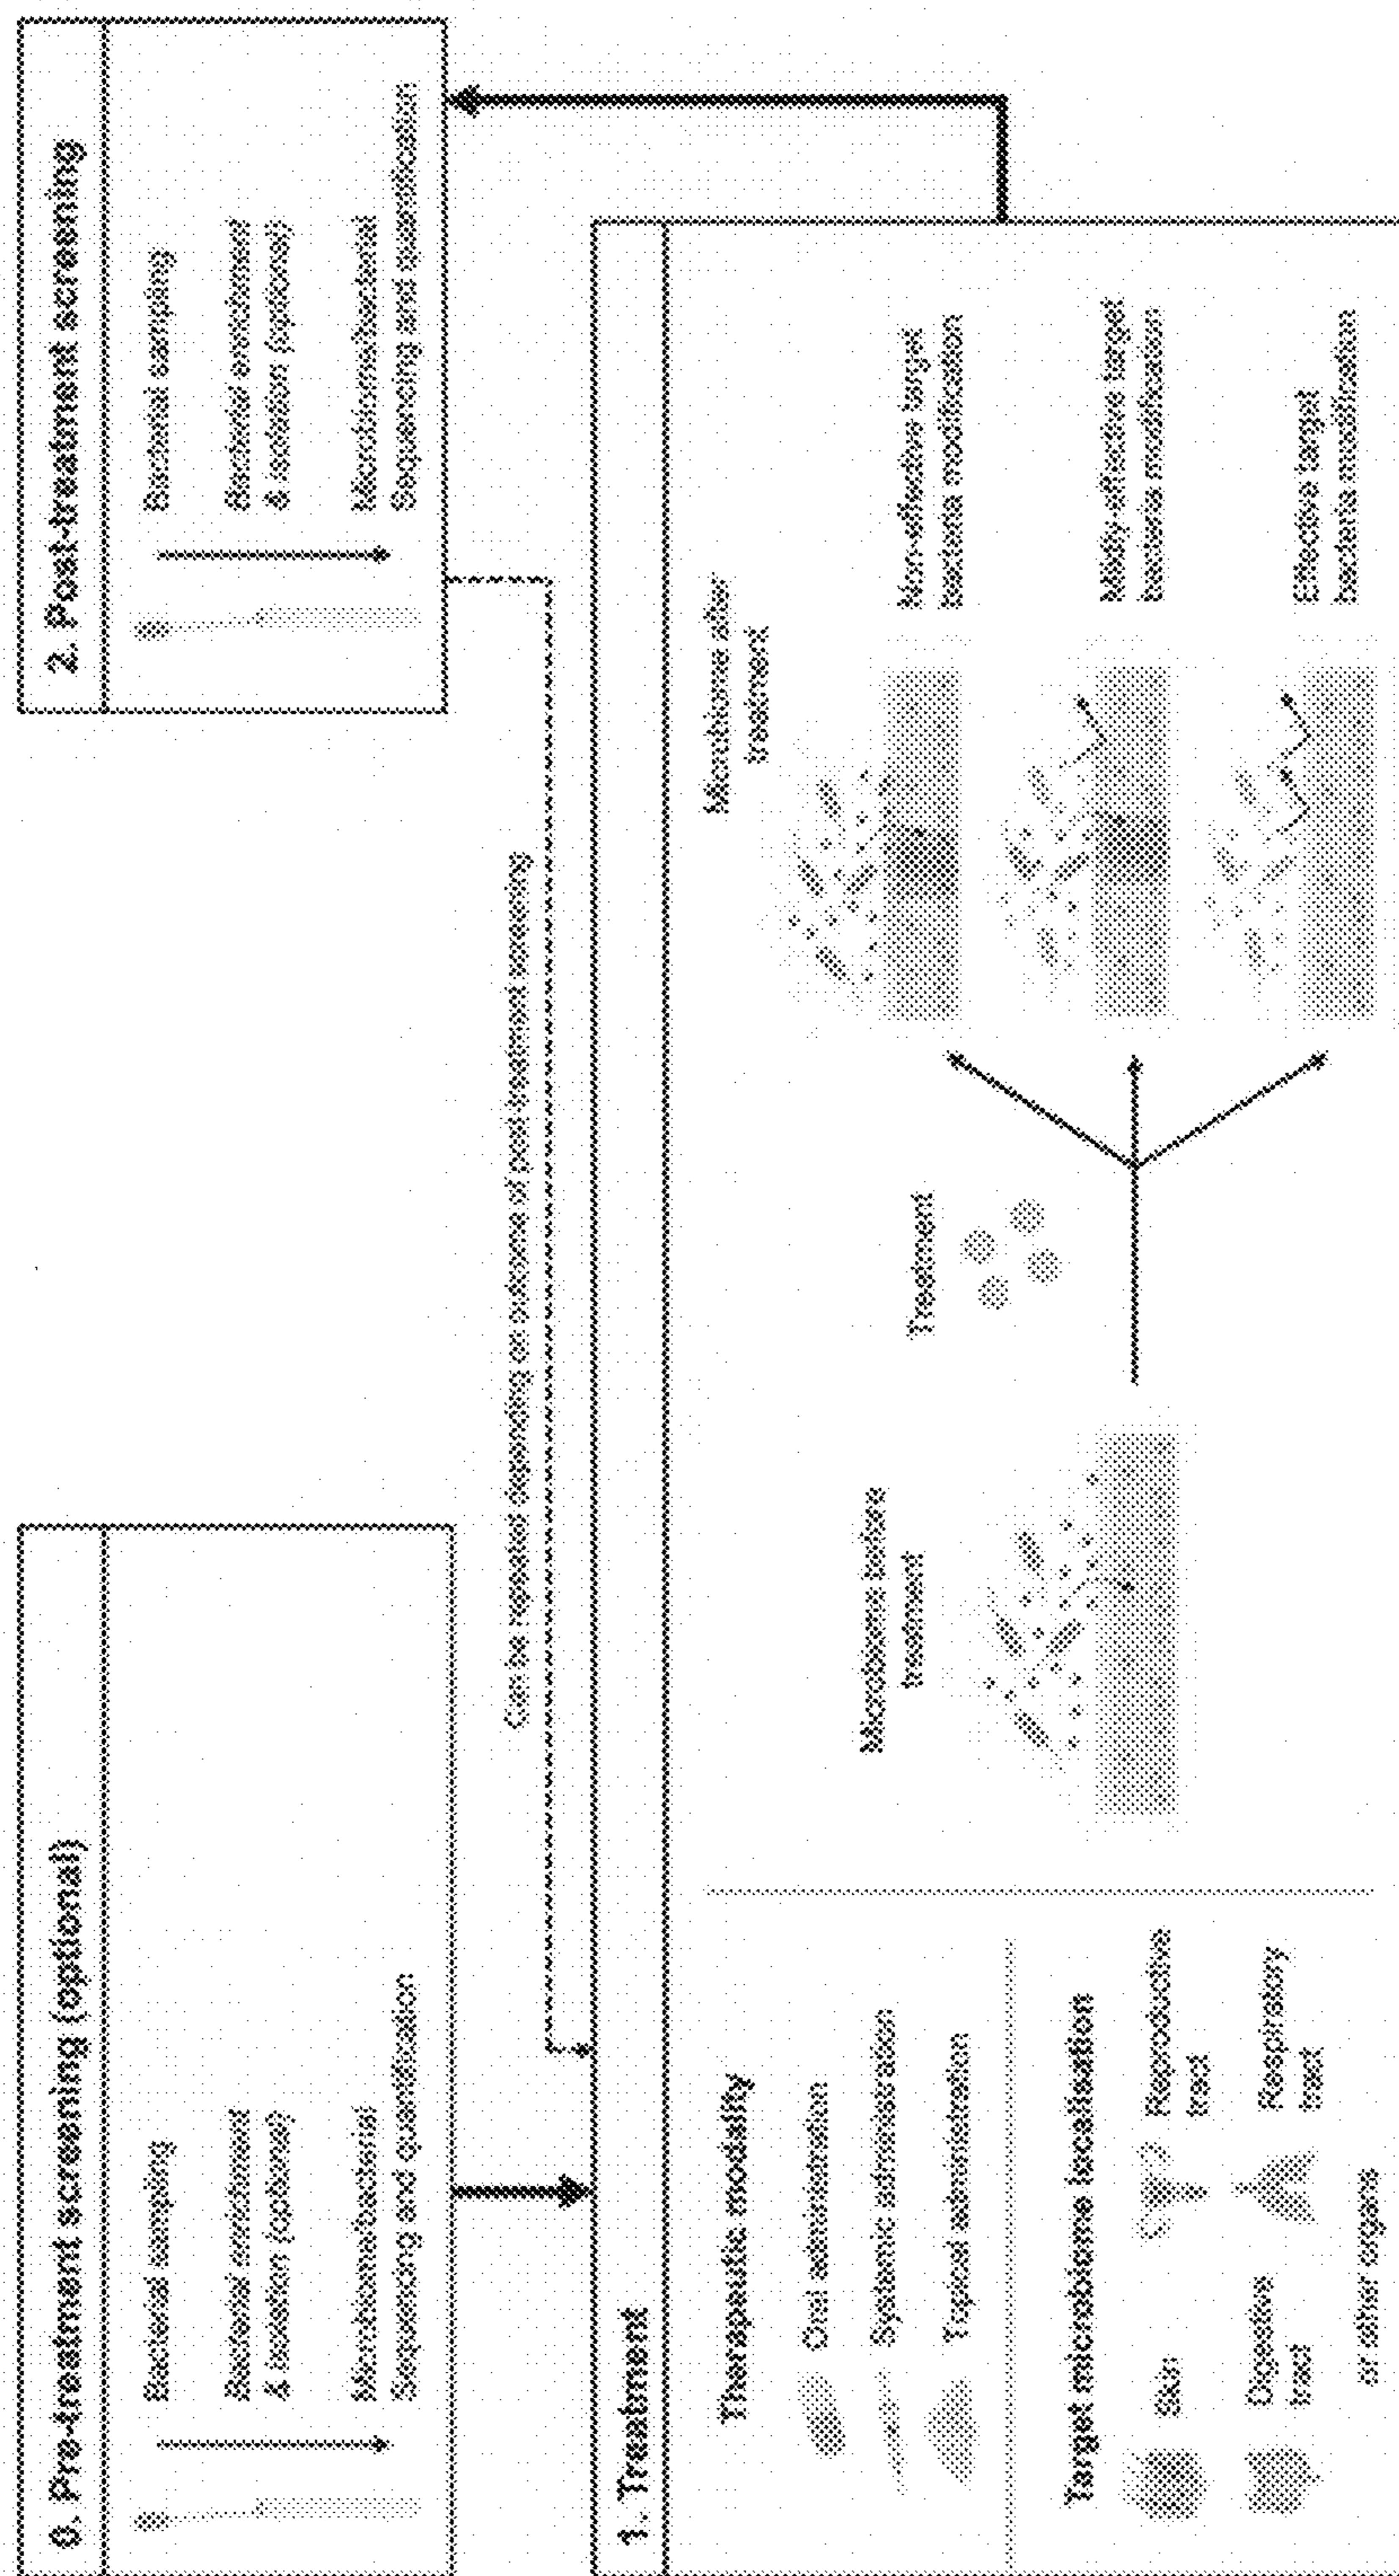 0. Pre-treatment screening (optional)
Bacterial sampling
Bacterial enrichment
& isolation (optional)
Microbiome/bacterial
Sequencing and quantification
2. Post-treatment screening
Bacterial sampling
Bacterial enrichment
& isolation (optional)
Microbiome/bacterial
Sequencing and quantification
Can be repeated depending on outcome of post-treatment screening
1. Treatment
Therapeutic modality
Oral administration
Systemic administration
Topical administration
Target microbiome localisation
Skin
Reproductive
tract
Digestive
tract
Respiratory
tract
or other organs
Microbiome before
treatment
Treatment
Microbiome after
treatment
Non-effective target
bacteria modification
Mildly-effective target
bacteria modification
Effective target
bacteria modification